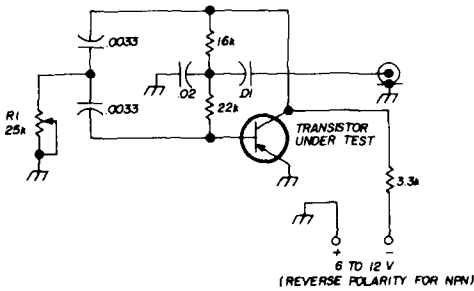 .0033
16k
.0033
.02
.01
R1
25k
22k
TRANSISTOR
UNDER TEST
3.3k
+
−
6 TO 12 V
(REVERSE POLARITY FOR NPN)